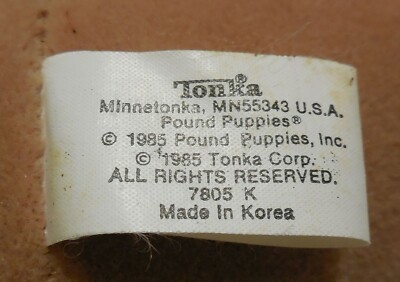 Tonka®
Minnetonka, MN55343 U.S.A.
Pound Puppies®
© 1985 Pound Puppies, Inc.
© 1985 Tonka Corp.
ALL RIGHTS RESERVED.
7805 K
Made In Korea